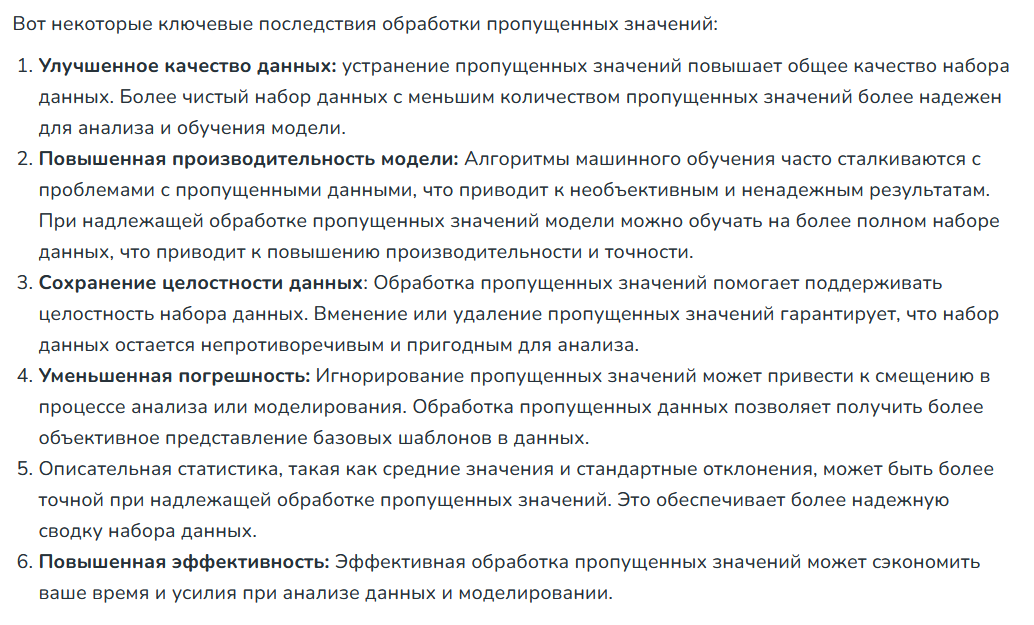 Вот некоторые ключевые последствия обработки пропущенных значений:
1. Улучшенное качество данных: устранение пропущенных значений повышает общее качество набора
данных. Более чистый набор данных с меньшим количеством пропущенных значений более надежен
для анализа и обучения модели.
2. Повышенная производительность модели: Алгоритмы машинного обучения часто сталкиваются с
проблемами с пропущенными данными, что приводит к необъективным и ненадежным результатам.
При надлежащей обработке пропущенных значений модели можно обучать на более полном наборе
данных, что приводит к повышению производительности и точности.
3. Сохранение целостности данных: Обработка пропущенных значений помогает поддерживать
целостность набора данных. Вменение или удаление пропущенных значений гарантирует, что набор
данных остается непротиворечивым и пригодным для анализа.
4. Уменьшенная погрешность: Игнорирование пропущенных значений может привести к смещению в
процессе анализа или моделирования. Обработка пропущенных данных позволяет получить более
объективное представление базовых шаблонов в данных.
5. Описательная статистика, такая как средние значения и стандартные отклонения, может быть более
точной при надлежащей обработке пропущенных значений. Это обеспечивает более надежную
сводку набора данных.
6. Повышенная эффективность: Эффективная обработка пропущенных значений может сэкономить
ваше время и усилия при анализе данных и моделировании.